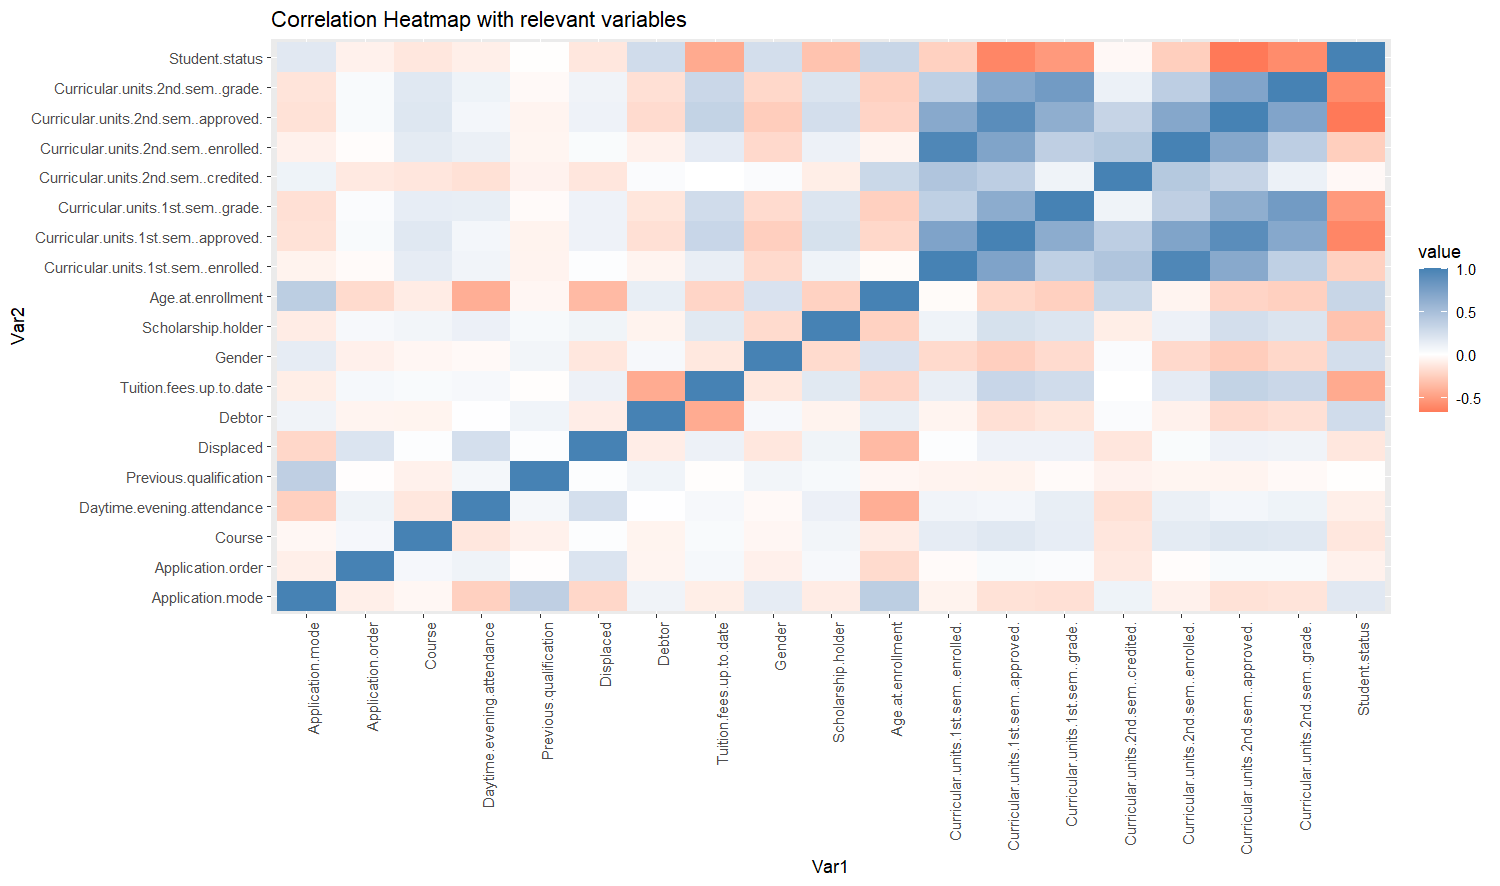 Correlation Heatmap with relevant variables
Var2
Student.status
Curricular.units.2nd.sem..grade.
Curricular.units.2nd.sem..approved.
Curricular.units.2nd.sem..enrolled.
Curricular.units.2nd.sem..credited.
Curricular.units.1st.sem..grade.
Curricular.units.1st.sem..approved.
Curricular.units.1st.sem..enrolled.
Age.at.enrollment
Scholarship.holder
Gender
Tuition.fees.up.to.date
Debtor
Displaced
Previous.qualification
Daytime.evening.attendance
Course
Application.order
Application.mode
Application.mode
Application.order
Course
Daytime.evening.attendance
Previous.qualification
Displaced
Debtor
Tuition.fees.up.to.date
Gender
Scholarship.holder
Age.at.enrollment
Curricular.units.1st.sem..enrolled.
Curricular.units.1st.sem..approved.
Curricular.units.1st.sem..grade.
Curricular.units.2nd.sem..credited.
Curricular.units.2nd.sem..enrolled.
Curricular.units.2nd.sem..approved.
Curricular.units.2nd.sem..grade.
Student.status
Var1
value
1.0
0.5
0.0
-0.5